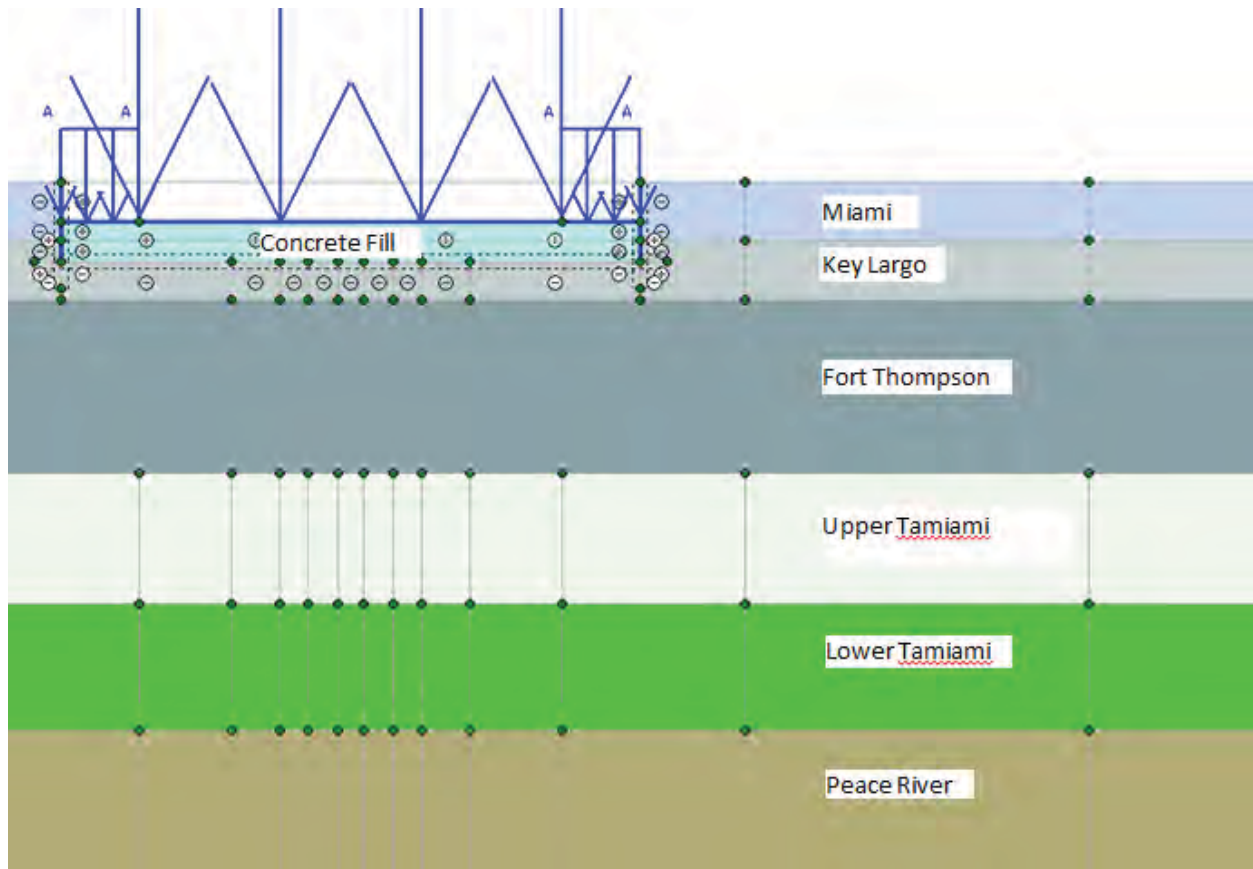 A A A A
Miami
Concrete Fill
Key Largo
Fort Thompson
Upper Tamiami
Lower Tamiami
Peace River